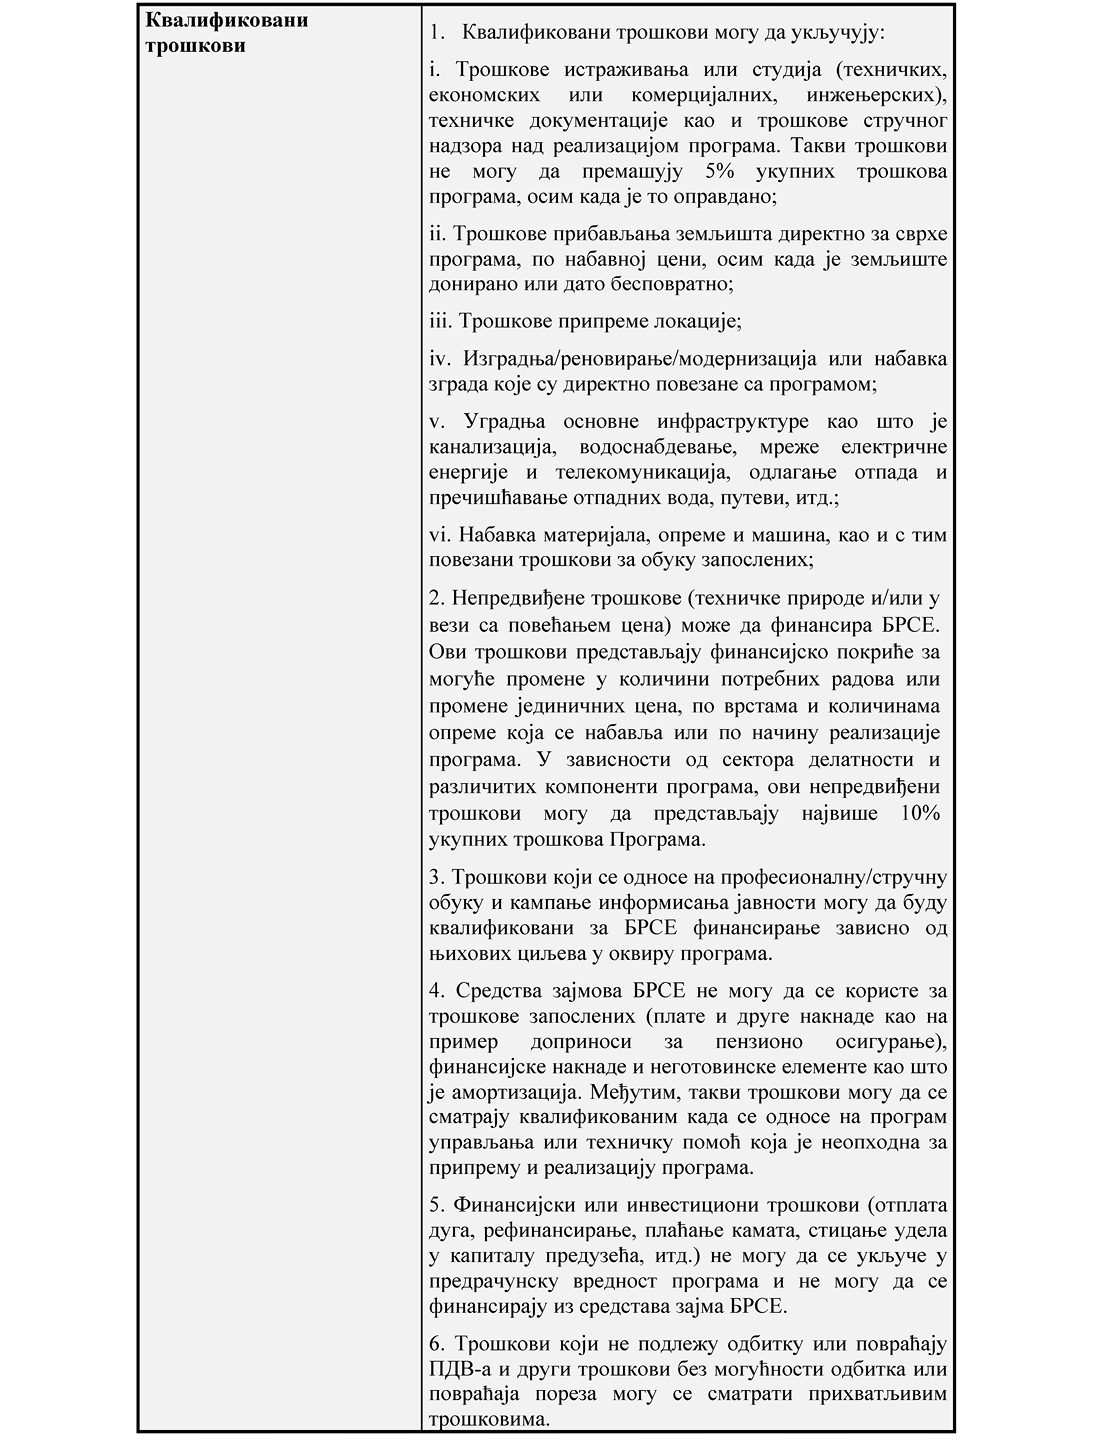 Квалификовани
трошкови
1. Квалификовани трошкови могу да укључују:
i. Трошкове истраживања или студија (техничких,
економских или комерцијалних, инжењерских),
техничке документације као и трошкове стручног
надзора над реализацијом програма. Такви трошкови
не могу да премашују 5% укупних трошкова
програма, осим када је то оправдано;
ii. Трошкове прибављања земљишта директно за сврхе
програма, по набавној цени, осим када је земљиште
донирано или дато бесповратно;
iii. Трошкове припреме локације;
iv. Изградња/реновирање/модернизација или набавка
зграда које су директно повезане са програмом;
v. Уградња основне инфраструктуре као што је
канализација, водоснабдевање, мреже електричне
енергије и телекомуникација, одлагање отпада и
пречишћавање отпадних вода, путеви, итд.;
vi. Набавка материјала, опреме и машина, као и с тим
повезани трошкови за обуку запослених;
2. Непредвиђене трошкове (техничке природе и/или у
вези са повећањем цена) може да финансира БРСЕ.
Ови трошкови представљају финансијско покриће за
могуће промене у количини потребних радова или
промене јединичних цена, по врстама и количинама
опреме која се набавља или по начину реализације
програма. У зависности од сектора делатности и
различитих компоненти програма, ови непредвиђени
трошкови могу да представљају највише 10%
укупних трошкова Програма.
3. Трошкови који се односе на професионалну/стручну
обуку и кампање информисања јавности могу да буду
квалификовани за БРСЕ финансирање зависно од
њихових циљева у оквиру програма.
4. Средства зајмова БРСЕ не могу да се користе за
трошкове запослених (плате и друге накнаде као на
пример доприноси за пензионо осигурање),
финансијске накнаде и неготовинске елементе као што
је амортизација. Међутим, такви трошкови могу да се
сматрају квалификованим када се односе на програм
управљања или техничку помоћ која је неопходна за
припрему и реализацију програма.
5. Финансијски или инвестициони трошкови (отплата
дуга, рефинансирање, плаћање камата, стицање удела
у капиталу предузећа, итд.) не могу да се укључе у
предрачунску вредност програма и не могу да се
финансирају из средстава зајма БРСЕ.
6. Трошкови који не подлежу одбитку или повраћају
ПДВ-а и други трошкови без могућности одбитка или
повраћаја пореза могу се сматрати прихватљивим
трошковима.